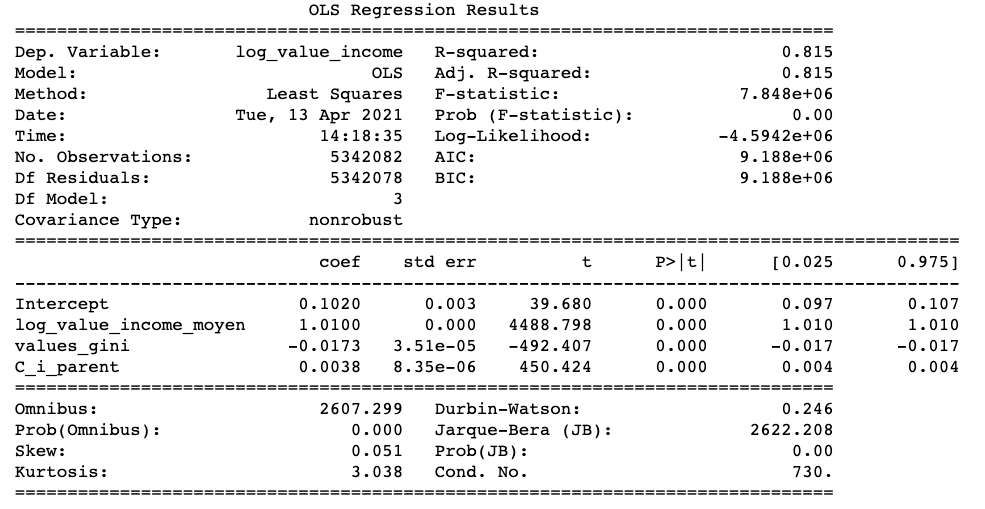 OLS Regression Results
==============================================================================
Dep. Variable: log_value_income R-squared: 0.815
Model: OLS Adj. R-squared: 0.815
Method: Least Squares F-statistic: 7.848e+06
Date: Tue, 13 Apr 2021 Prob (F-statistic): 0.00
Time: 14:18:35 Log-Likelihood: -4.5942e+06
No. Observations: 5342082 AIC: 9.188e+06
Df Residuals: 5342078 BIC: 9.188e+06
Df Model: 3
Covariance Type: nonrobust
==========================================================================================
coef std err t P>|t| [0.025 0.975]
------------------------------------------------------------------------------------------
Intercept 0.1020 0.003 39.680 0.000 0.097 0.107
log_value_income_moyen 1.0100 0.000 4488.798 0.000 1.010 1.010
values_gini -0.0173 3.51e-05 -492.407 0.000 -0.017 -0.017
C_i_parent 0.0038 8.35e-06 450.424 0.000 0.004 0.004
==============================================================================
Omnibus: 2607.299 Durbin-Watson: 0.246
Prob(Omnibus): 0.000 Jarque-Bera (JB): 2622.208
Skew: 0.051 Prob(JB): 0.00
Kurtosis: 3.038 Cond. No. 730.
==============================================================================